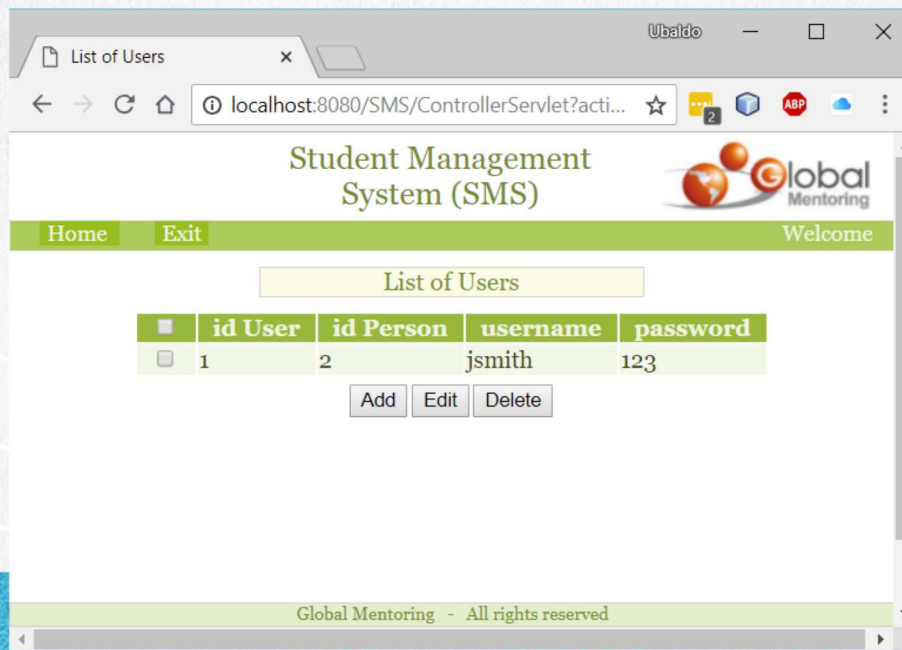 Ubaldo
List of Users
localhost:8080/SMS/ControllerServlet?acti...
2
ABP
Student Management
System (SMS)
Global
Mentoring
Home Exit Welcome
List of Users
id User id Person username password
1 2 jsmith 123
Add Edit Delete
Global Mentoring - All rights reserved